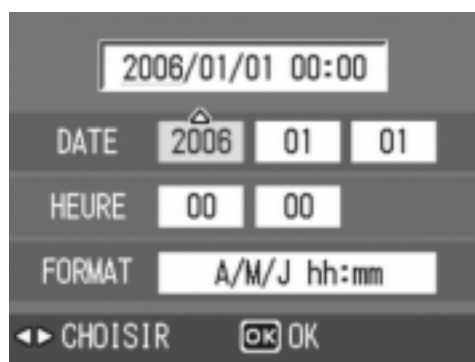 2006/01/01 00:00
DATE 2006 01 01
HEURE 00 00
FORMAT A/M/J hh:mm
◄► CHOISIR OK OK